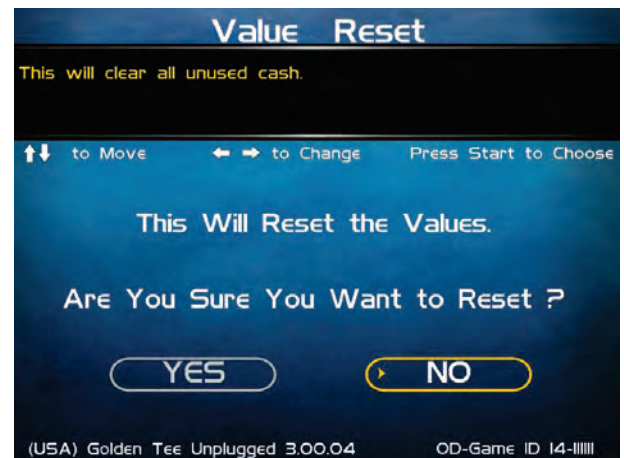 Value Reset
This will clear all unused cash.
to Move to Change Press Start to Choose
This Will Reset the Values.
Are You Sure You Want to Reset ?
YES NO
(USA) Golden Tee Unplugged 3.00.04 OD-Game ID 14-111111